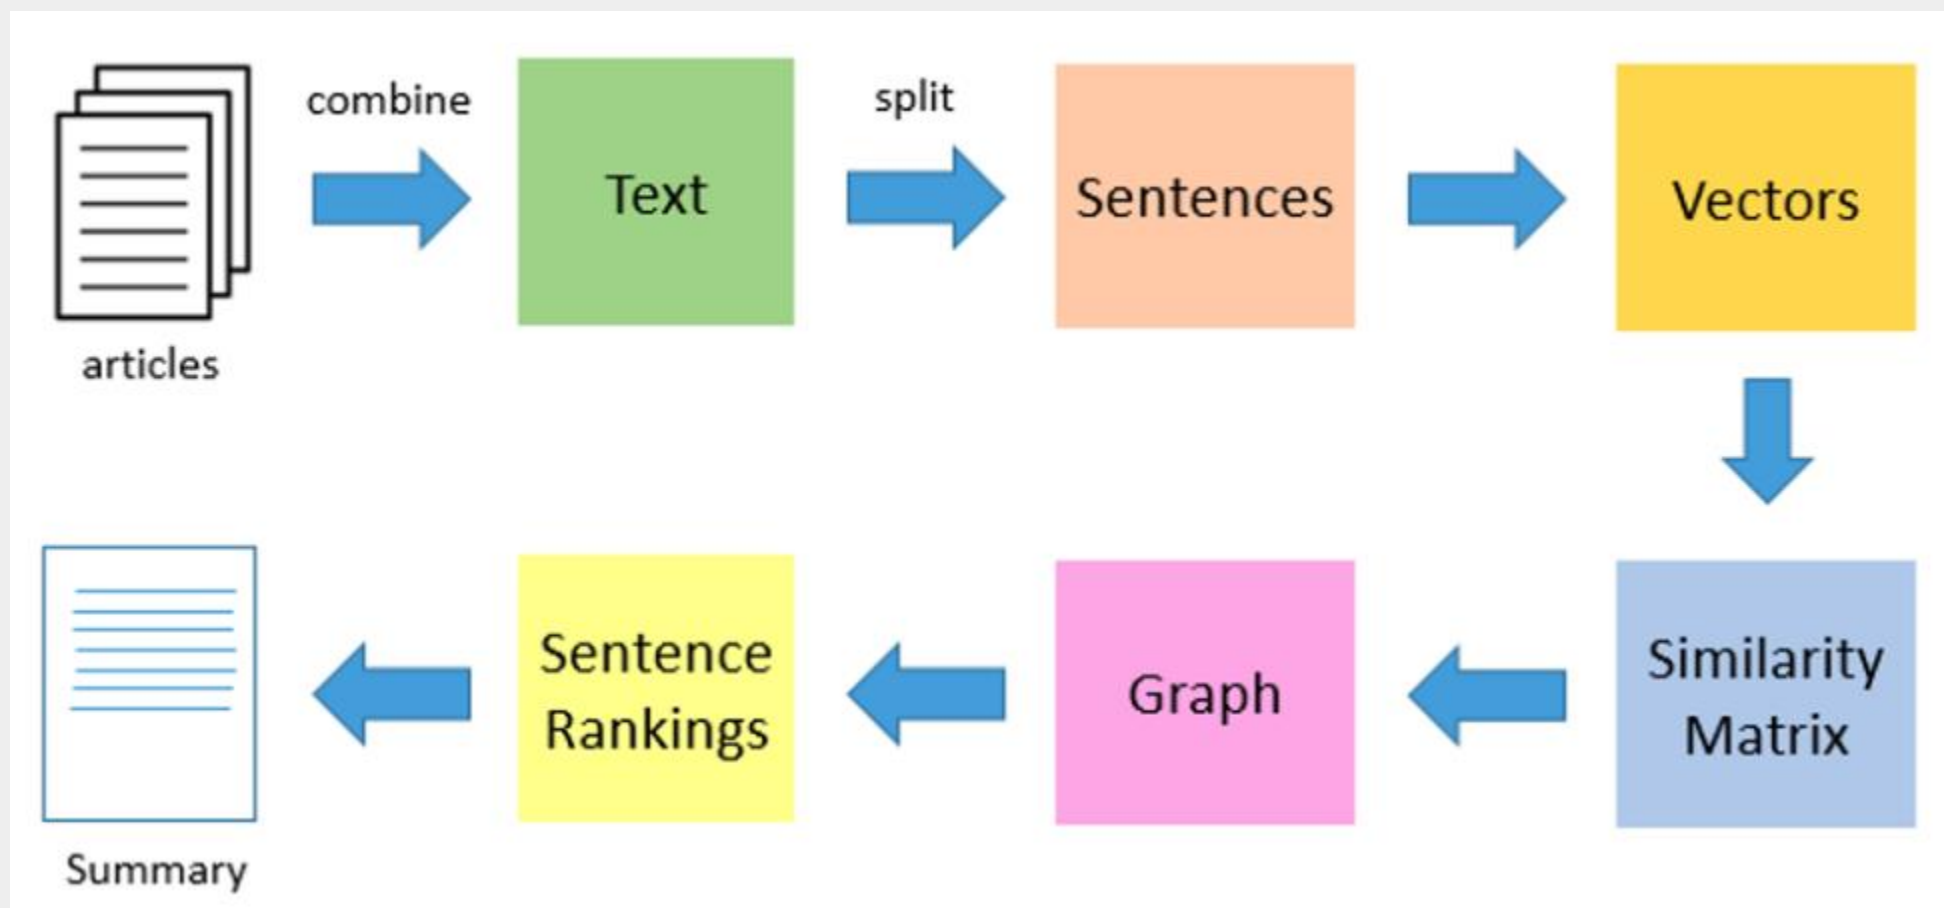 combine
split
Text
Sentences
Vectors
articles
Sentence
Rankings
Graph
Similarity
Matrix
Summary